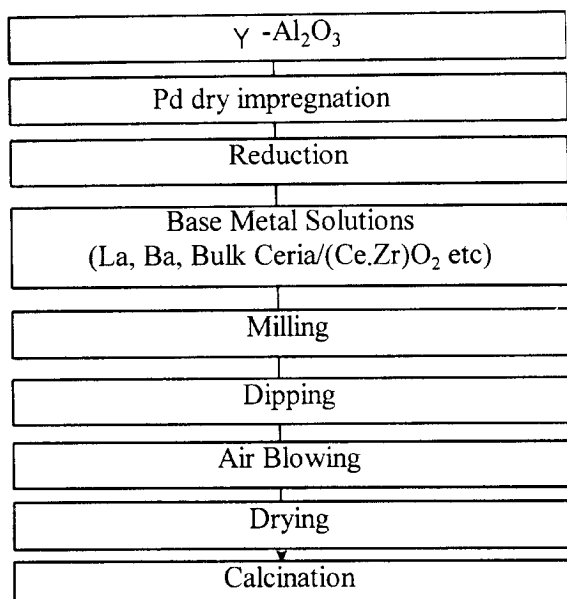 γ -Al₂O₃
Pd dry impregnation
Reduction
Base Metal Solutions
(La, Ba, Bulk Ceria/(Ce.Zr)O₂ etc)
Milling
Dipping
Air Blowing
Drying
Calcination